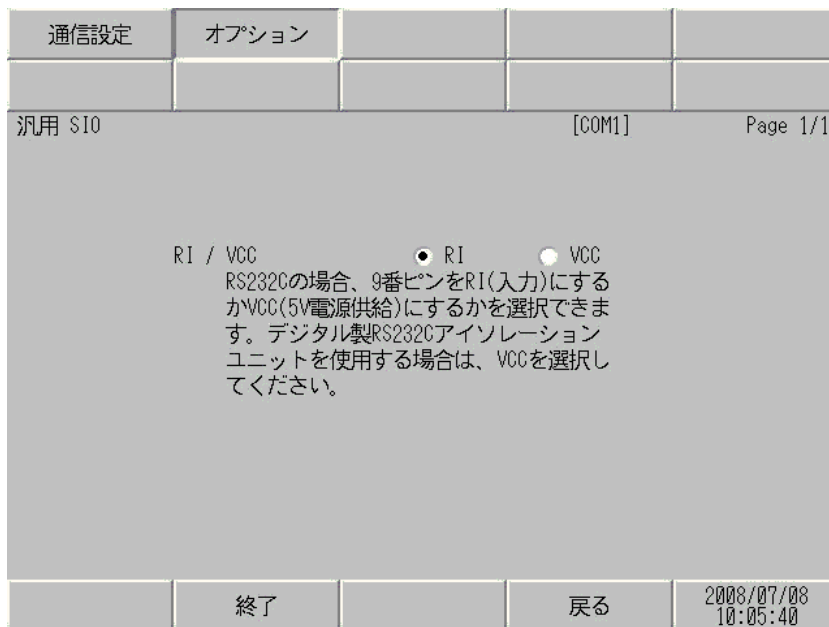 通信設定 オプション
汎用 SIO [COM1] Page 1/1
RI / VCC RI VCC
RS232Cの場合、9番ピンをRI(入力)にする
かVCC(5V電源供給)にするかを選択できま
す。デジタル製RS232Cアイソレーション
ユニットを使用する場合は、VCCを選択し
てください。
終了 戻る 2008/07/08
10:05:40